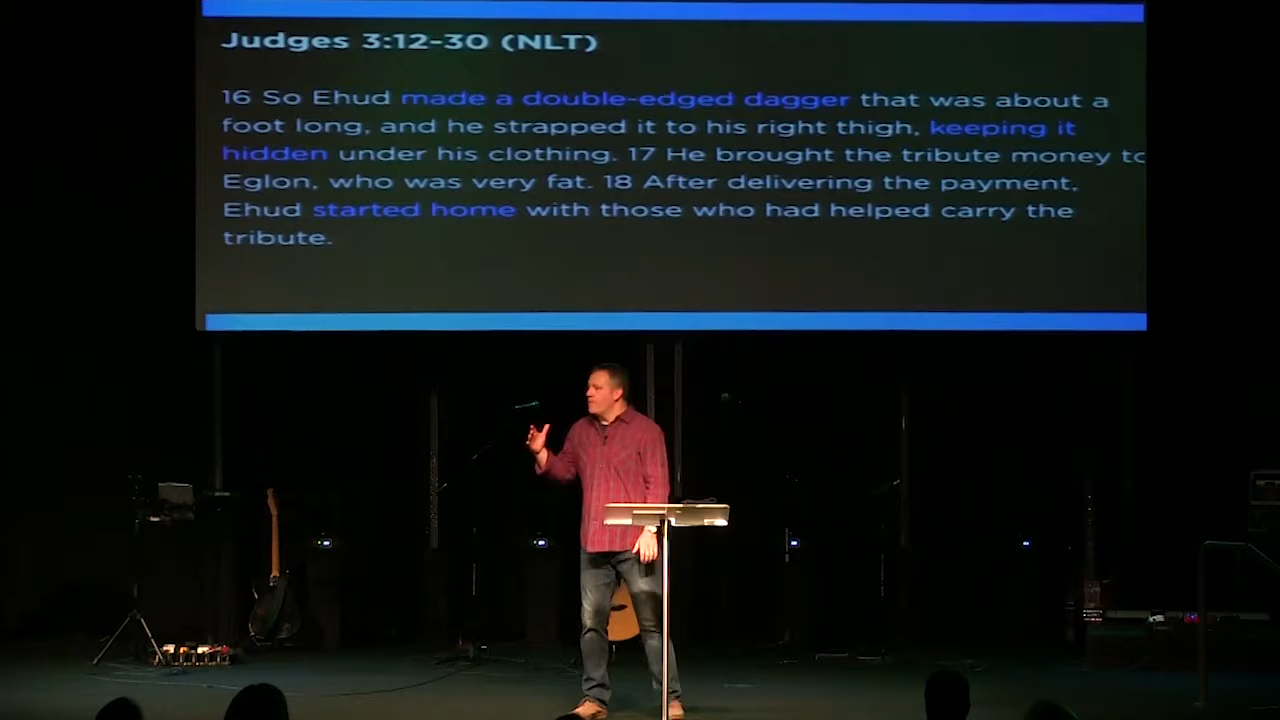 Judges 3:12-30 (NLT)
16 So Ehud made a double-edged dagger that was about a
foot long, and he strapped it to his right thigh, keeping it
hidden under his clothing. 17 He brought the tribute money to
Eglon, who was very fat. 18 After delivering the payment,
Ehud started home with those who had helped carry the
tribute.